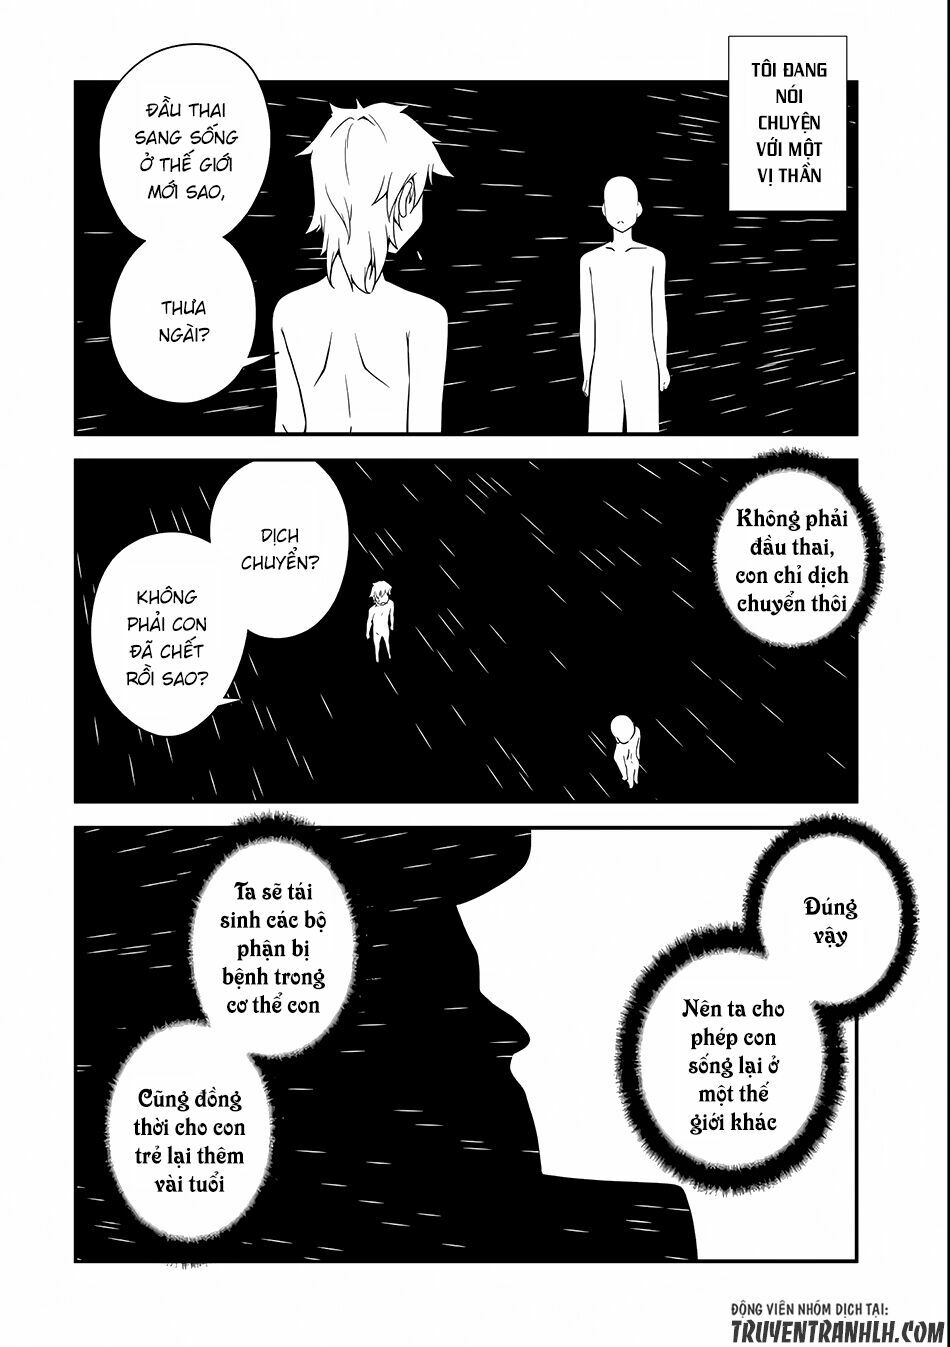 TÔI ĐANG
NÓI
CHUYỆN
VỚI MỘT
VỊ THẦN
ĐẦU THAI
SANG SỐNG
Ở THẾ GIỚI
MỚI SAO,
THƯA
NGÀI?
Không phải
đầu thai,
con chỉ dịch
chuyển thôi
DỊCH
CHUYỂN?
KHÔNG
PHẢI CON
ĐÃ CHẾT
RỒI SAO?
Đúng
vậy
Nên ta cho
phép con
sống lại ở
một thế
giới khác
Ta sẽ tái
sinh các bộ
phận bị
bệnh trong
cơ thể con
Cũng đồng
thời cho con
trẻ lại thêm
vài tuổi
ĐỘNG VIÊN NHÓM DỊCH TẠI:
TRUYENTRANHLH.COM